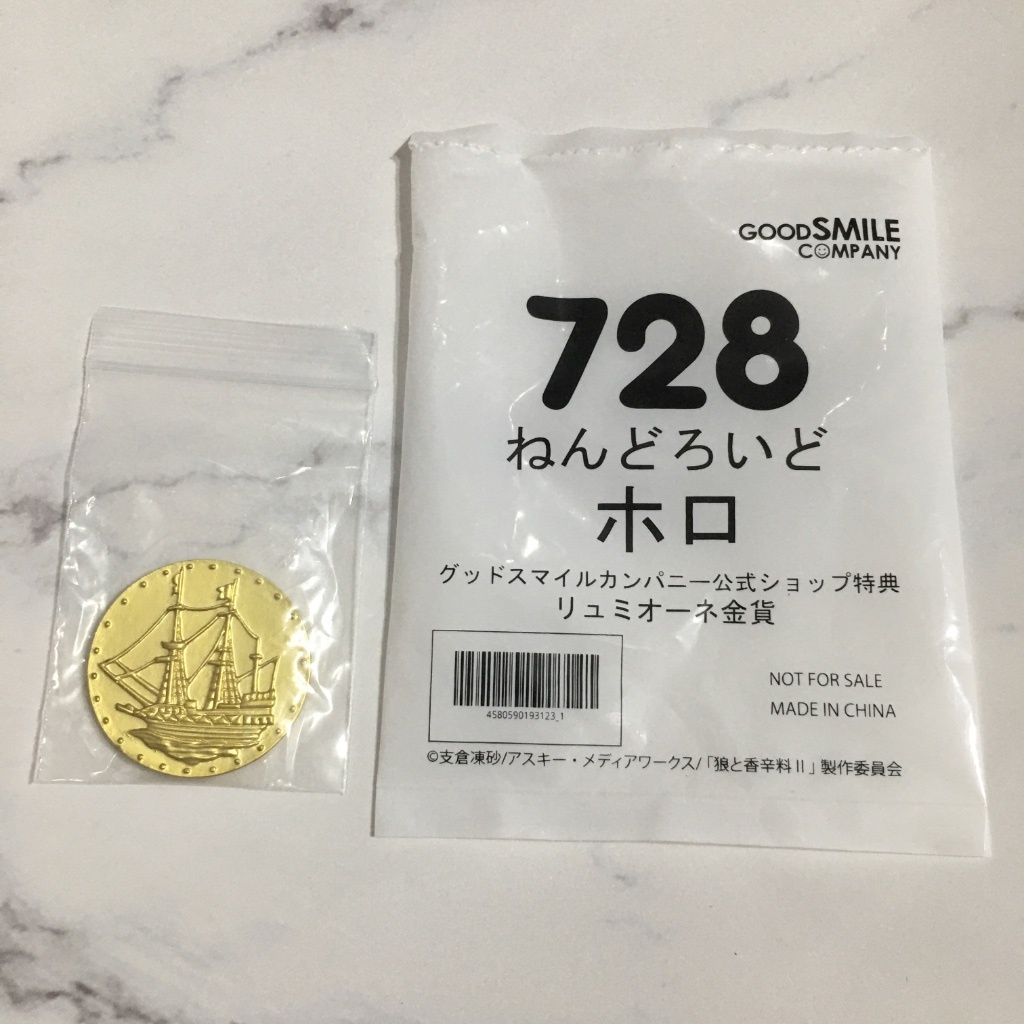 GOODSMILE
COMPANY
728
ねんどろいど
ホロ
グッドスマイルカンパニー公式ショップ特典
リュミオーネ金貨
4580590193123_1
NOT FOR SALE
MADE IN CHINA
©支倉凍砂/アスキー・メディアワークス/「狼と香辛料II」製作委員会